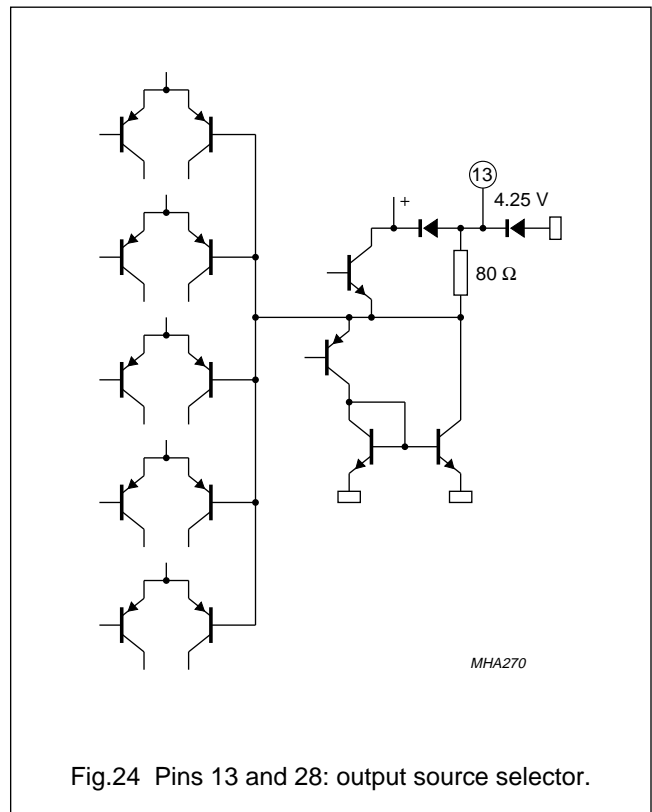 13
+
4.25 V
80 Ω
MHA270
Fig.24 Pins 13 and 28: output source selector.